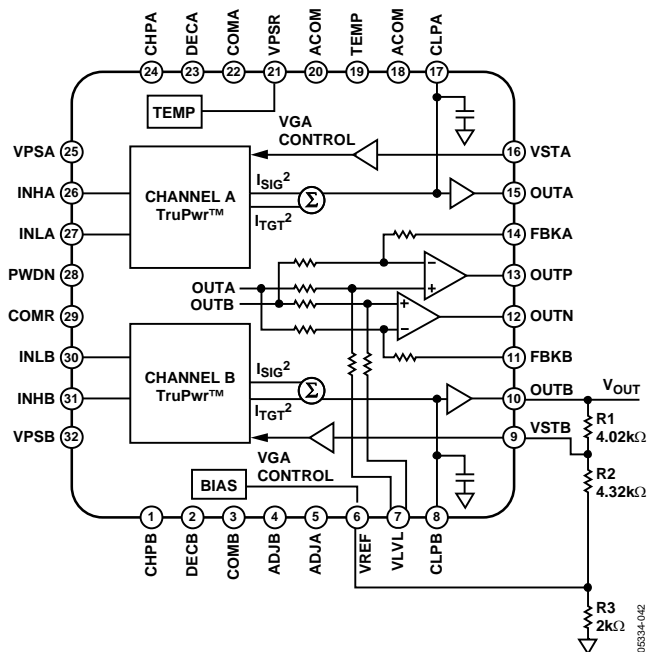 CHPA
DECA
COMA
VPSR
ACOM
TEMP
ACOM
CLPA
24
23
22
21
20
19
18
17
TEMP
VGA
CONTROL
VPSA 25
16 VSTA
INHA 26
CHANNEL A
TruPwr™
ISIG²
ITGT²
Σ
15 OUTA
INLA 27
14 FBKA
PWDN 28
OUTA
OUTB
−
+
13 OUTP
COMR 29
+
−
12 OUTN
INLB 30
11 FBKB
CHANNEL B
TruPwr™
ISIG²
ITGT²
Σ
INHB 31
10 OUTB
VOUT
R1
4.02kΩ
VPSB 32
9 VSTB
VGA
CONTROL
R2
4.32kΩ
BIAS
1
2
3
4
5
6
7
8
CHPB
DECB
COMB
ADJB
ADJA
VREF
VLVL
CLPB
R3
2kΩ
05334-042